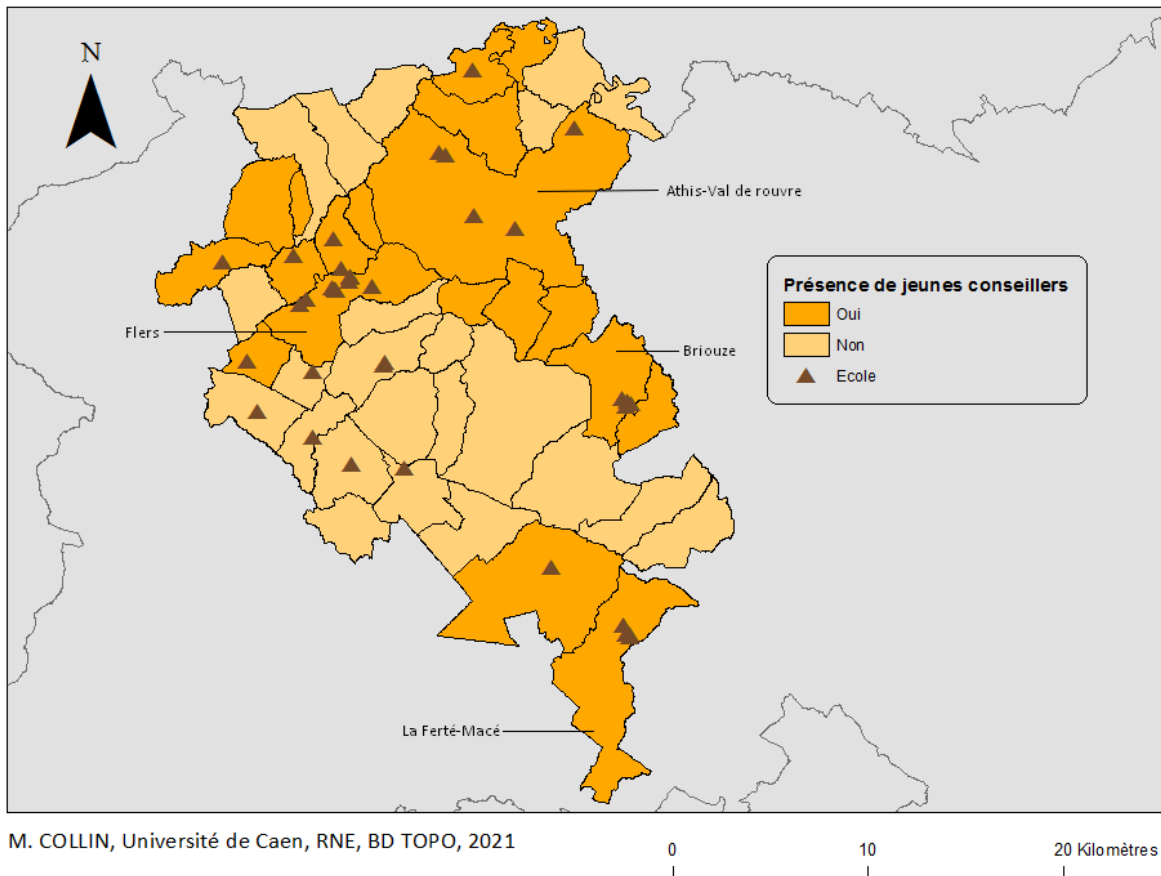 N
Athis-Val de rouvre
Présence de jeunes conseillers
Oui
Flers
Briouze
Non
Ecole
La Ferté-Macé
M. COLLIN, Université de Caen, RNE, BD TOPO, 2021
0 10 20 Kilomètres